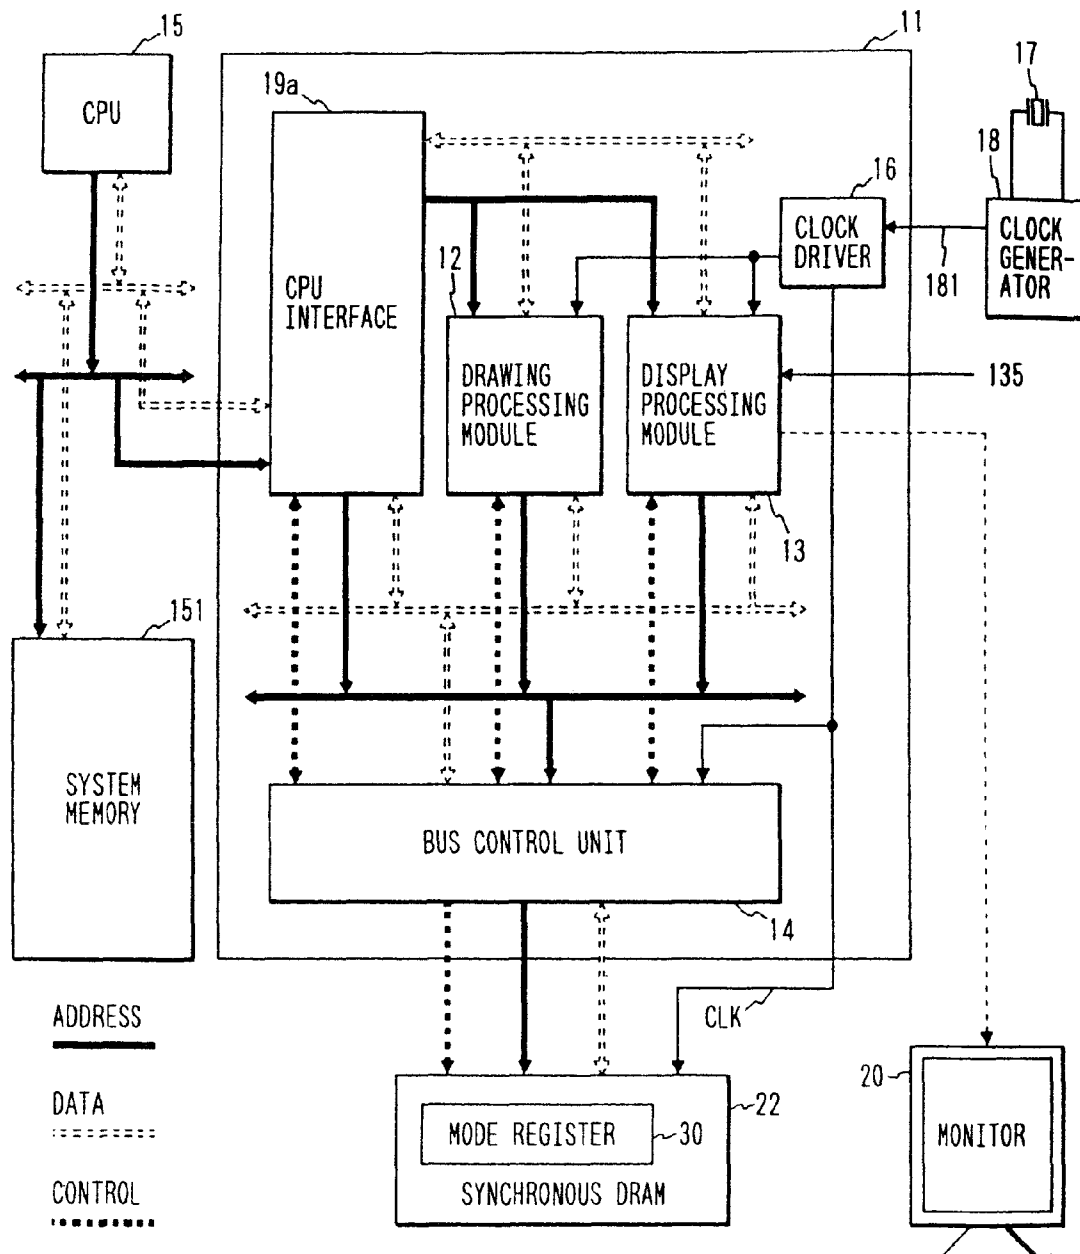 15
11
17
CPU
19a
18
16
CLOCK
DRIVER
CLOCK
GENER-
ATOR
181
12
CPU
INTERFACE
DRAWING
PROCESSING
MODULE
DISPLAY
PROCESSING
MODULE
135
13
151
SYSTEM
MEMORY
BUS CONTROL UNIT
14
ADDRESS
CLK
DATA
20
22
MODE REGISTER
30
MONITOR
CONTROL
SYNCHRONOUS DRAM